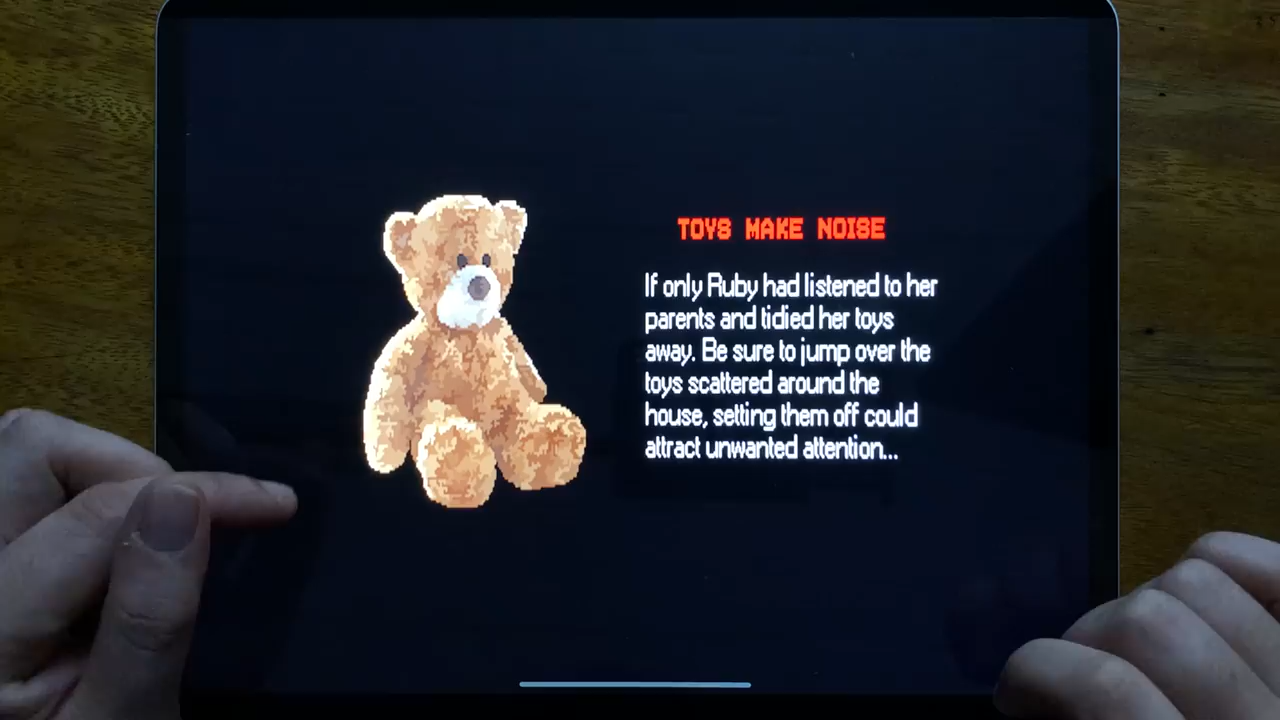 TOYS MAKE NOISE
If only Ruby had listened to her
parents and tidied her toys
away. Be sure to jump over the
toys scattered around the
house, setting them off could
attract unwanted attention...